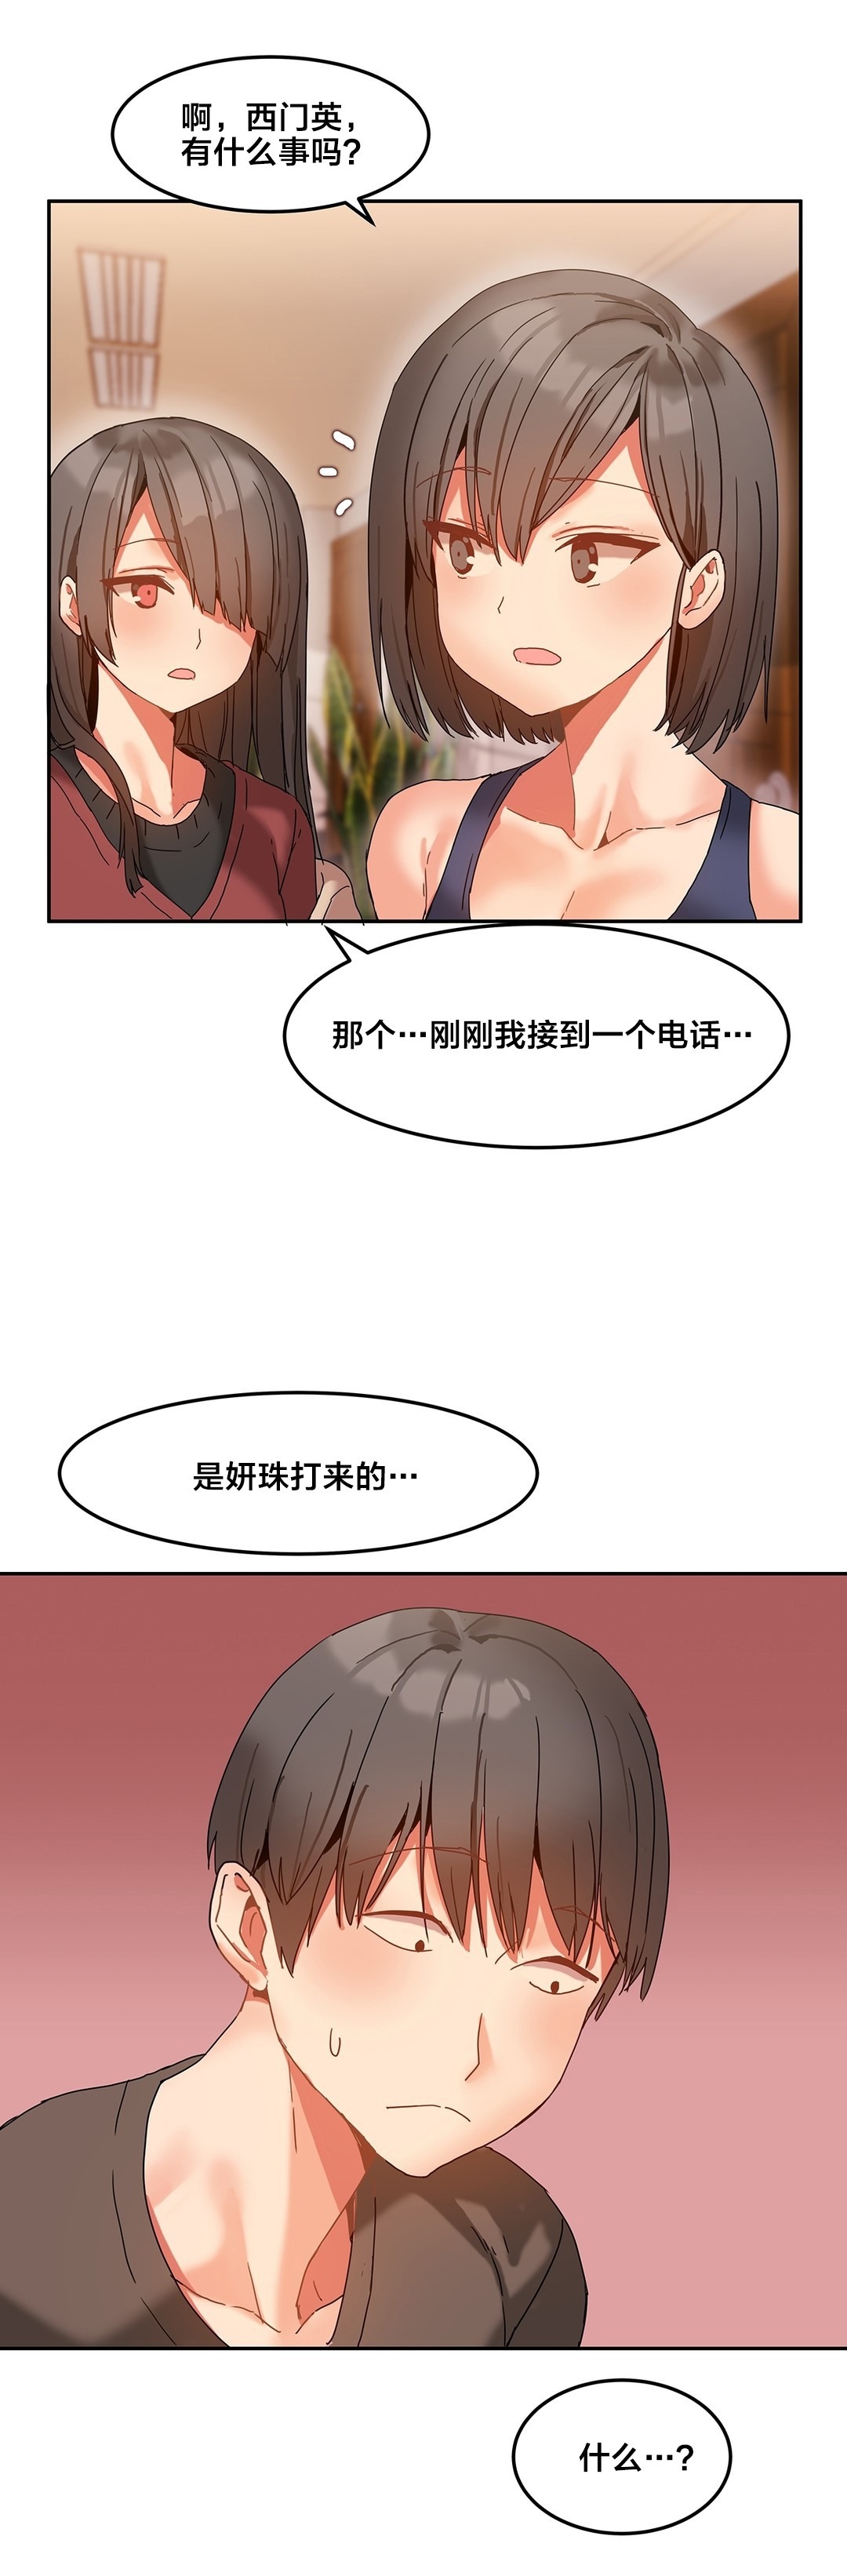 啊，西门英，
有什么事吗？
那个…刚刚我接到一个电话…
是妍珠打来的…
什么…？